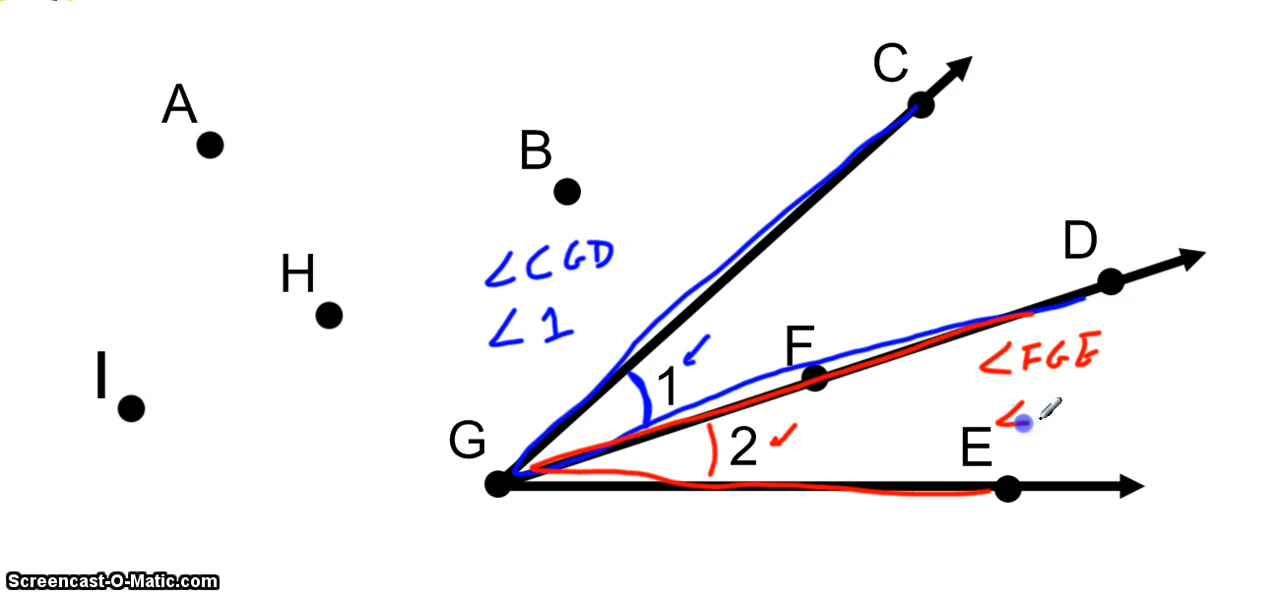 C
A
B
D
∠CGD
H
∠1
F
∠FGE
I
1
∠
G
2
E
Screencast-O-Matic.com